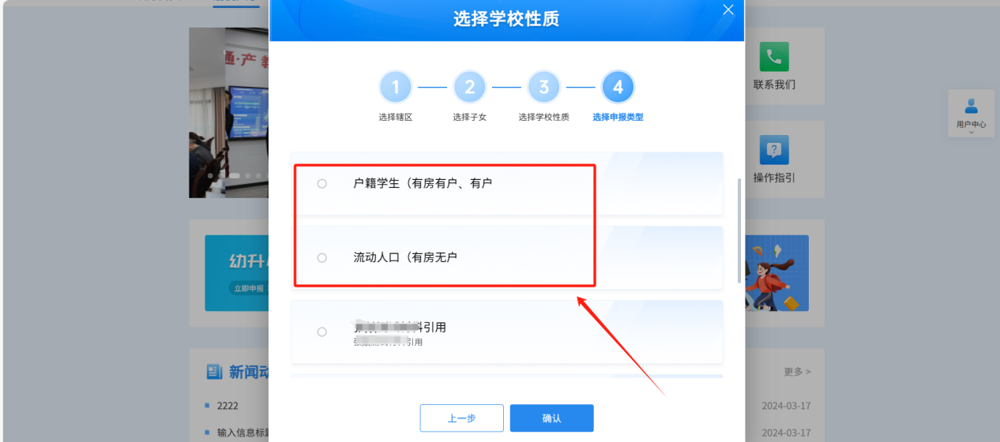 选择学校性质
通·产教
1
2
3
4
选择辖区
选择子女
选择学校性质
选择申报类型
联系我们
用户中心
户籍学生（有房有户、有户
操作指引
流动人口（有房无户
幼升
立即申报
料引用
引用
新闻动
更多 >
2222
2024-03-17
上一步
确认
输入信息标题
2024-03-17